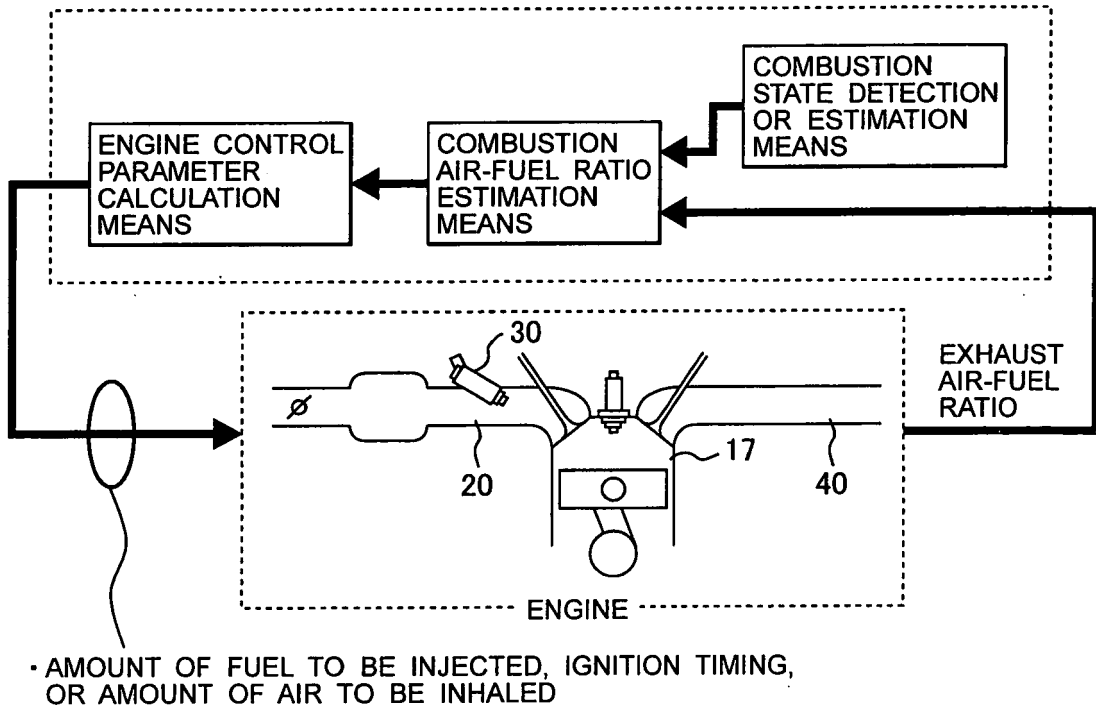 COMBUSTION
STATE DETECTION
OR ESTIMATION
MEANS
ENGINE CONTROL
PARAMETER
CALCULATION
MEANS
COMBUSTION
AIR-FUEL RATIO
ESTIMATION
MEANS
30
20
17
40
EXHAUST
AIR-FUEL
RATIO
ENGINE
· AMOUNT OF FUEL TO BE INJECTED, IGNITION TIMING,
OR AMOUNT OF AIR TO BE INHALED